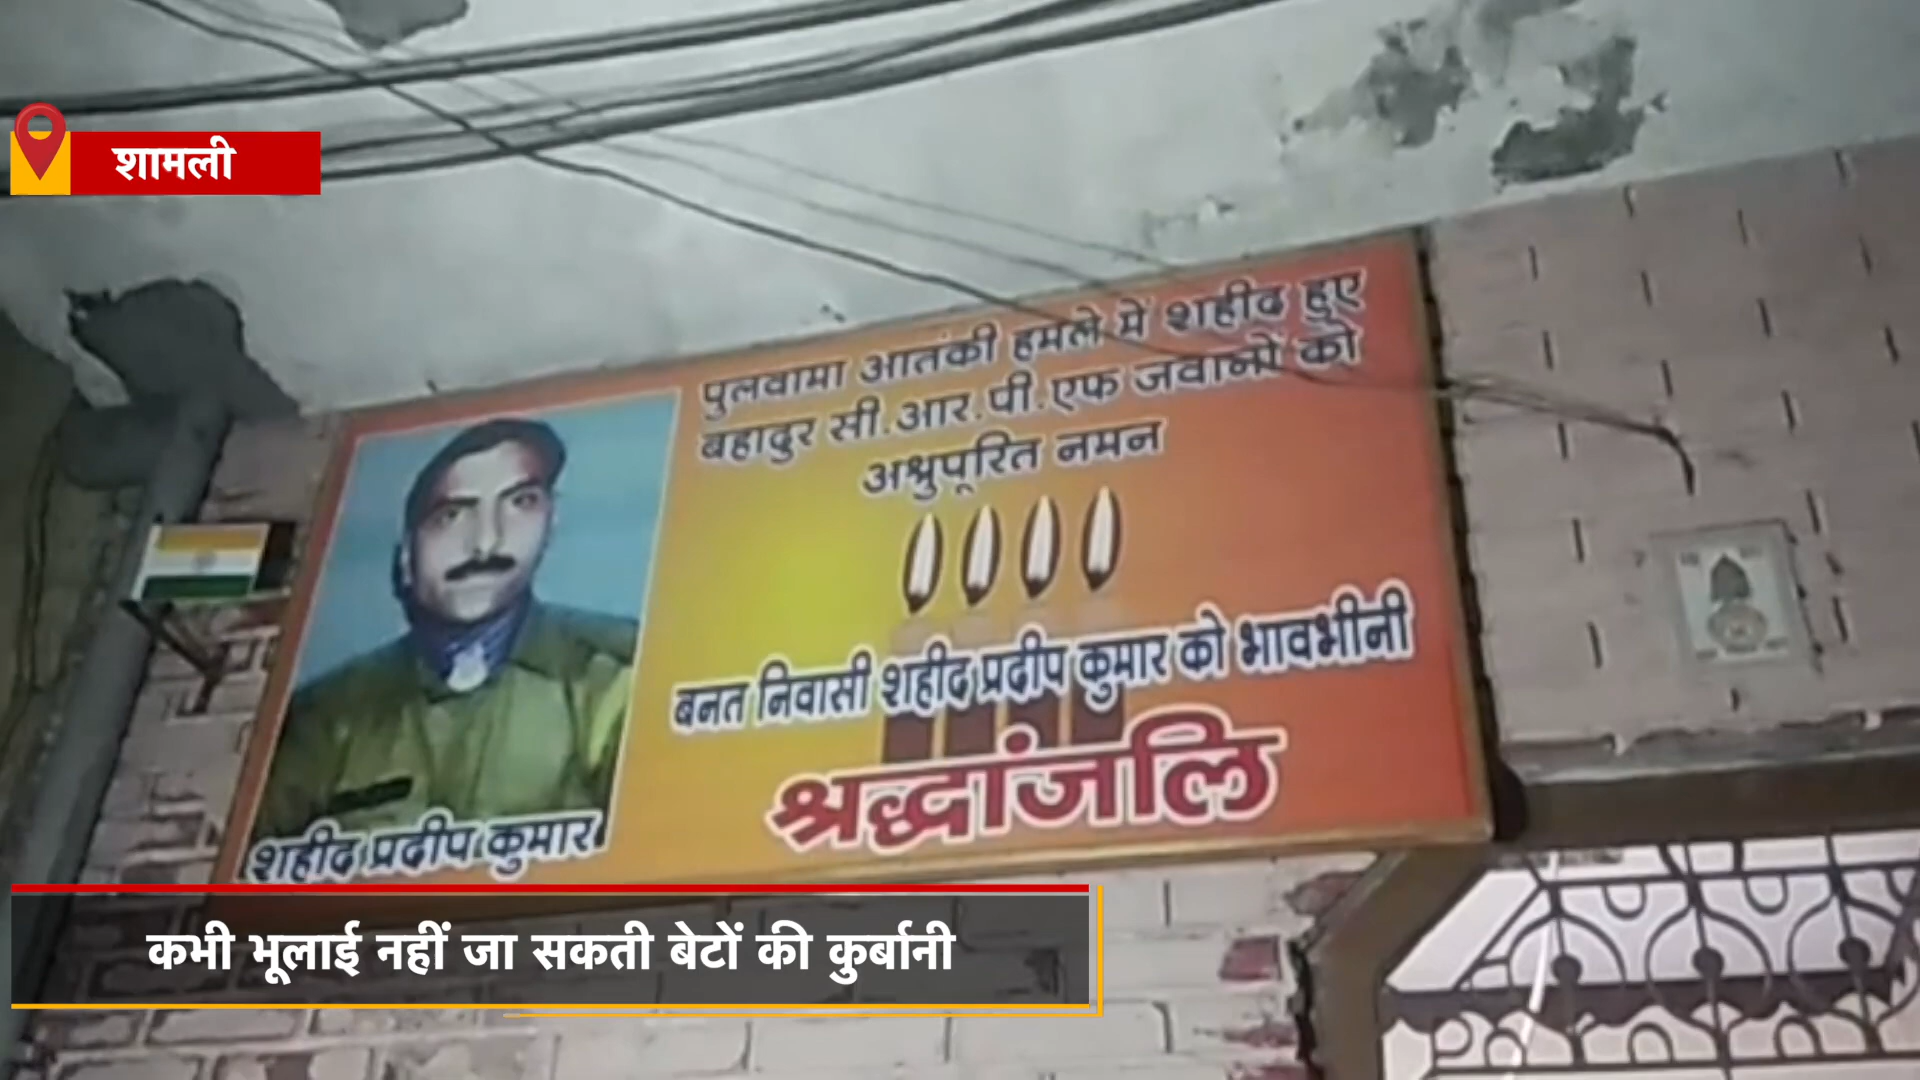 शामली
पुलवामा आतंकी हमले में शहीद हुए
बहादुर सी.आर.पी.एफ जवानों को
अश्रुपूरित नमन
बनत निवासी शहीद प्रदीप कुमार को भावभीनी
श्रद्धांजलि
शहीद प्रदीप कुमार
कभी भूलाई नहीं जा सकती बेटों की कुर्बानी